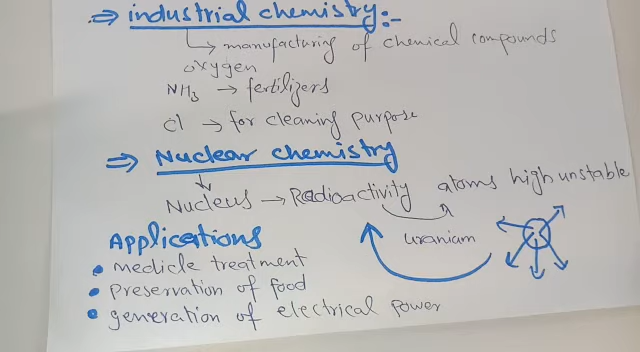 ⇒ industrial chemistry:-
↳ manufacturing of chemical compounds
oxygen
NH3 → fertilizers
Cl → for cleaning purpose
⇒ Nuclear chemistry
Nucleus → Radioactivity atoms high unstable
uraniam
Applications
• medicle treatment
• preservation of food
• generation of electrical power